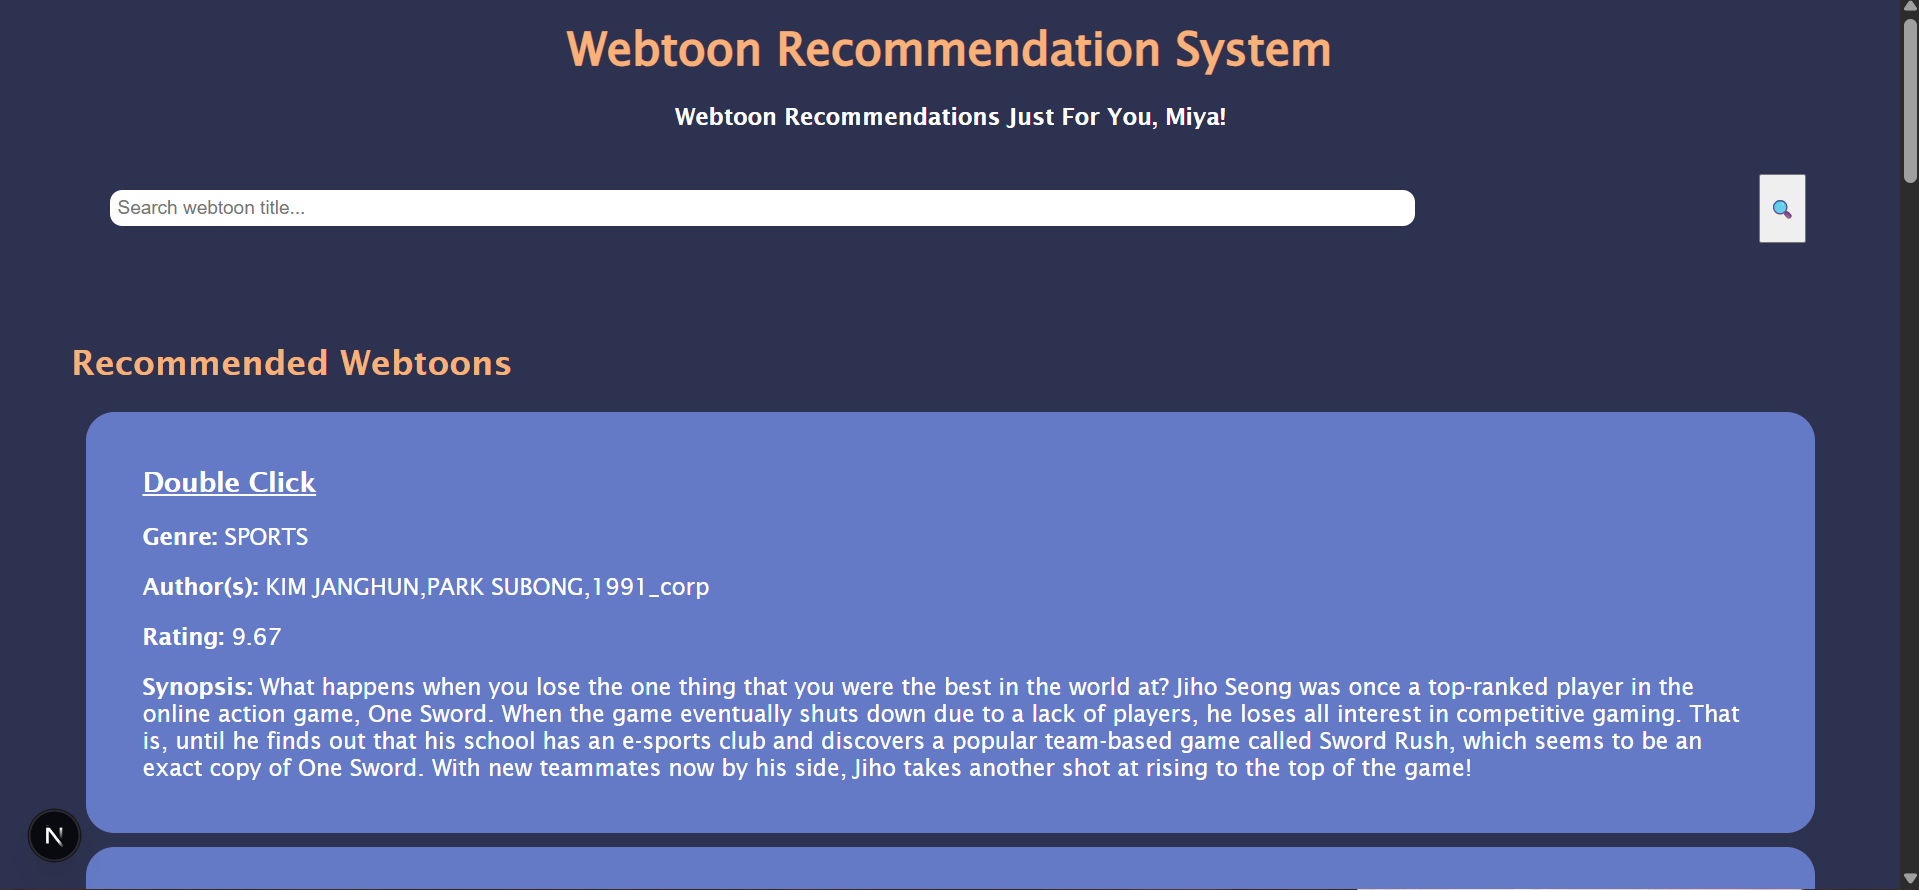 Webtoon Recommendation System
Webtoon Recommendations Just For You, Miya!
Search webtoon title...
Recommended Webtoons
Double Click
Genre: SPORTS
Author(s): KIM JANGHUN,PARK SUBONG,1991_corp
Rating: 9.67
Synopsis: What happens when you lose the one thing that you were the best in the world at? Jiho Seong was once a top-ranked player in the
online action game, One Sword. When the game eventually shuts down due to a lack of players, he loses all interest in competitive gaming. That
is, until he finds out that his school has an e-sports club and discovers a popular team-based game called Sword Rush, which seems to be an
exact copy of One Sword. With new teammates now by his side, Jiho takes another shot at rising to the top of the game!
N